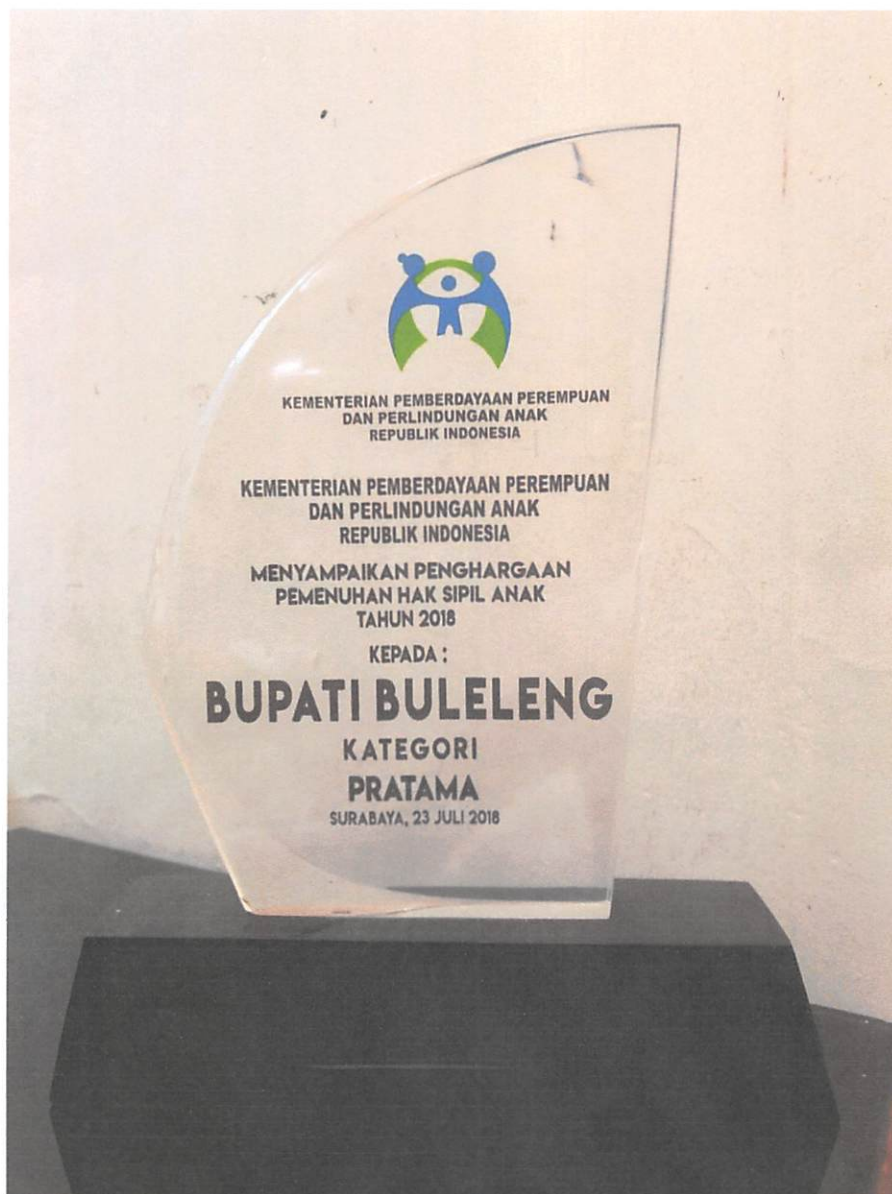 KEMENTERIAN PEMBERDAYAAN PEREMPUAN
DAN PERLINDUNGAN ANAK
REPUBLIK INDONESIA
KEMENTERIAN PEMBERDAYAAN PEREMPUAN
DAN PERLINDUNGAN ANAK
REPUBLIK INDONESIA
MENYAMPAIKAN PENGHARGAAN
PEMENUHAN HAK SIPIL ANAK
TAHUN 2018
KEPADA :
BUPATI BULELENG
KATEGORI
PRATAMA
SURABAYA, 23 JULI 2018